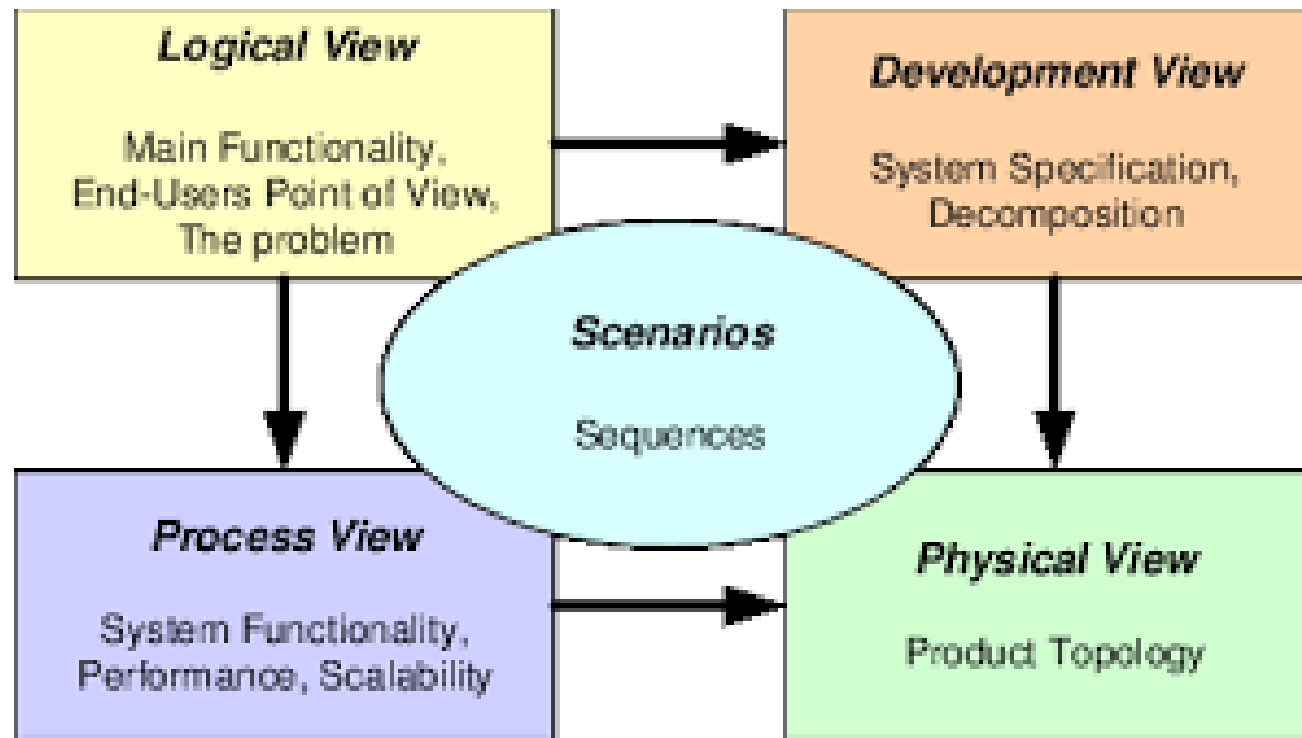 Logical View
Main Functionality,
End-Users Point of View,
The problem
Development View
System Specification,
Decomposition
Scenarios
Sequences
Process View
System Functionality,
Performance, Scalability
Physical View
Product Topology